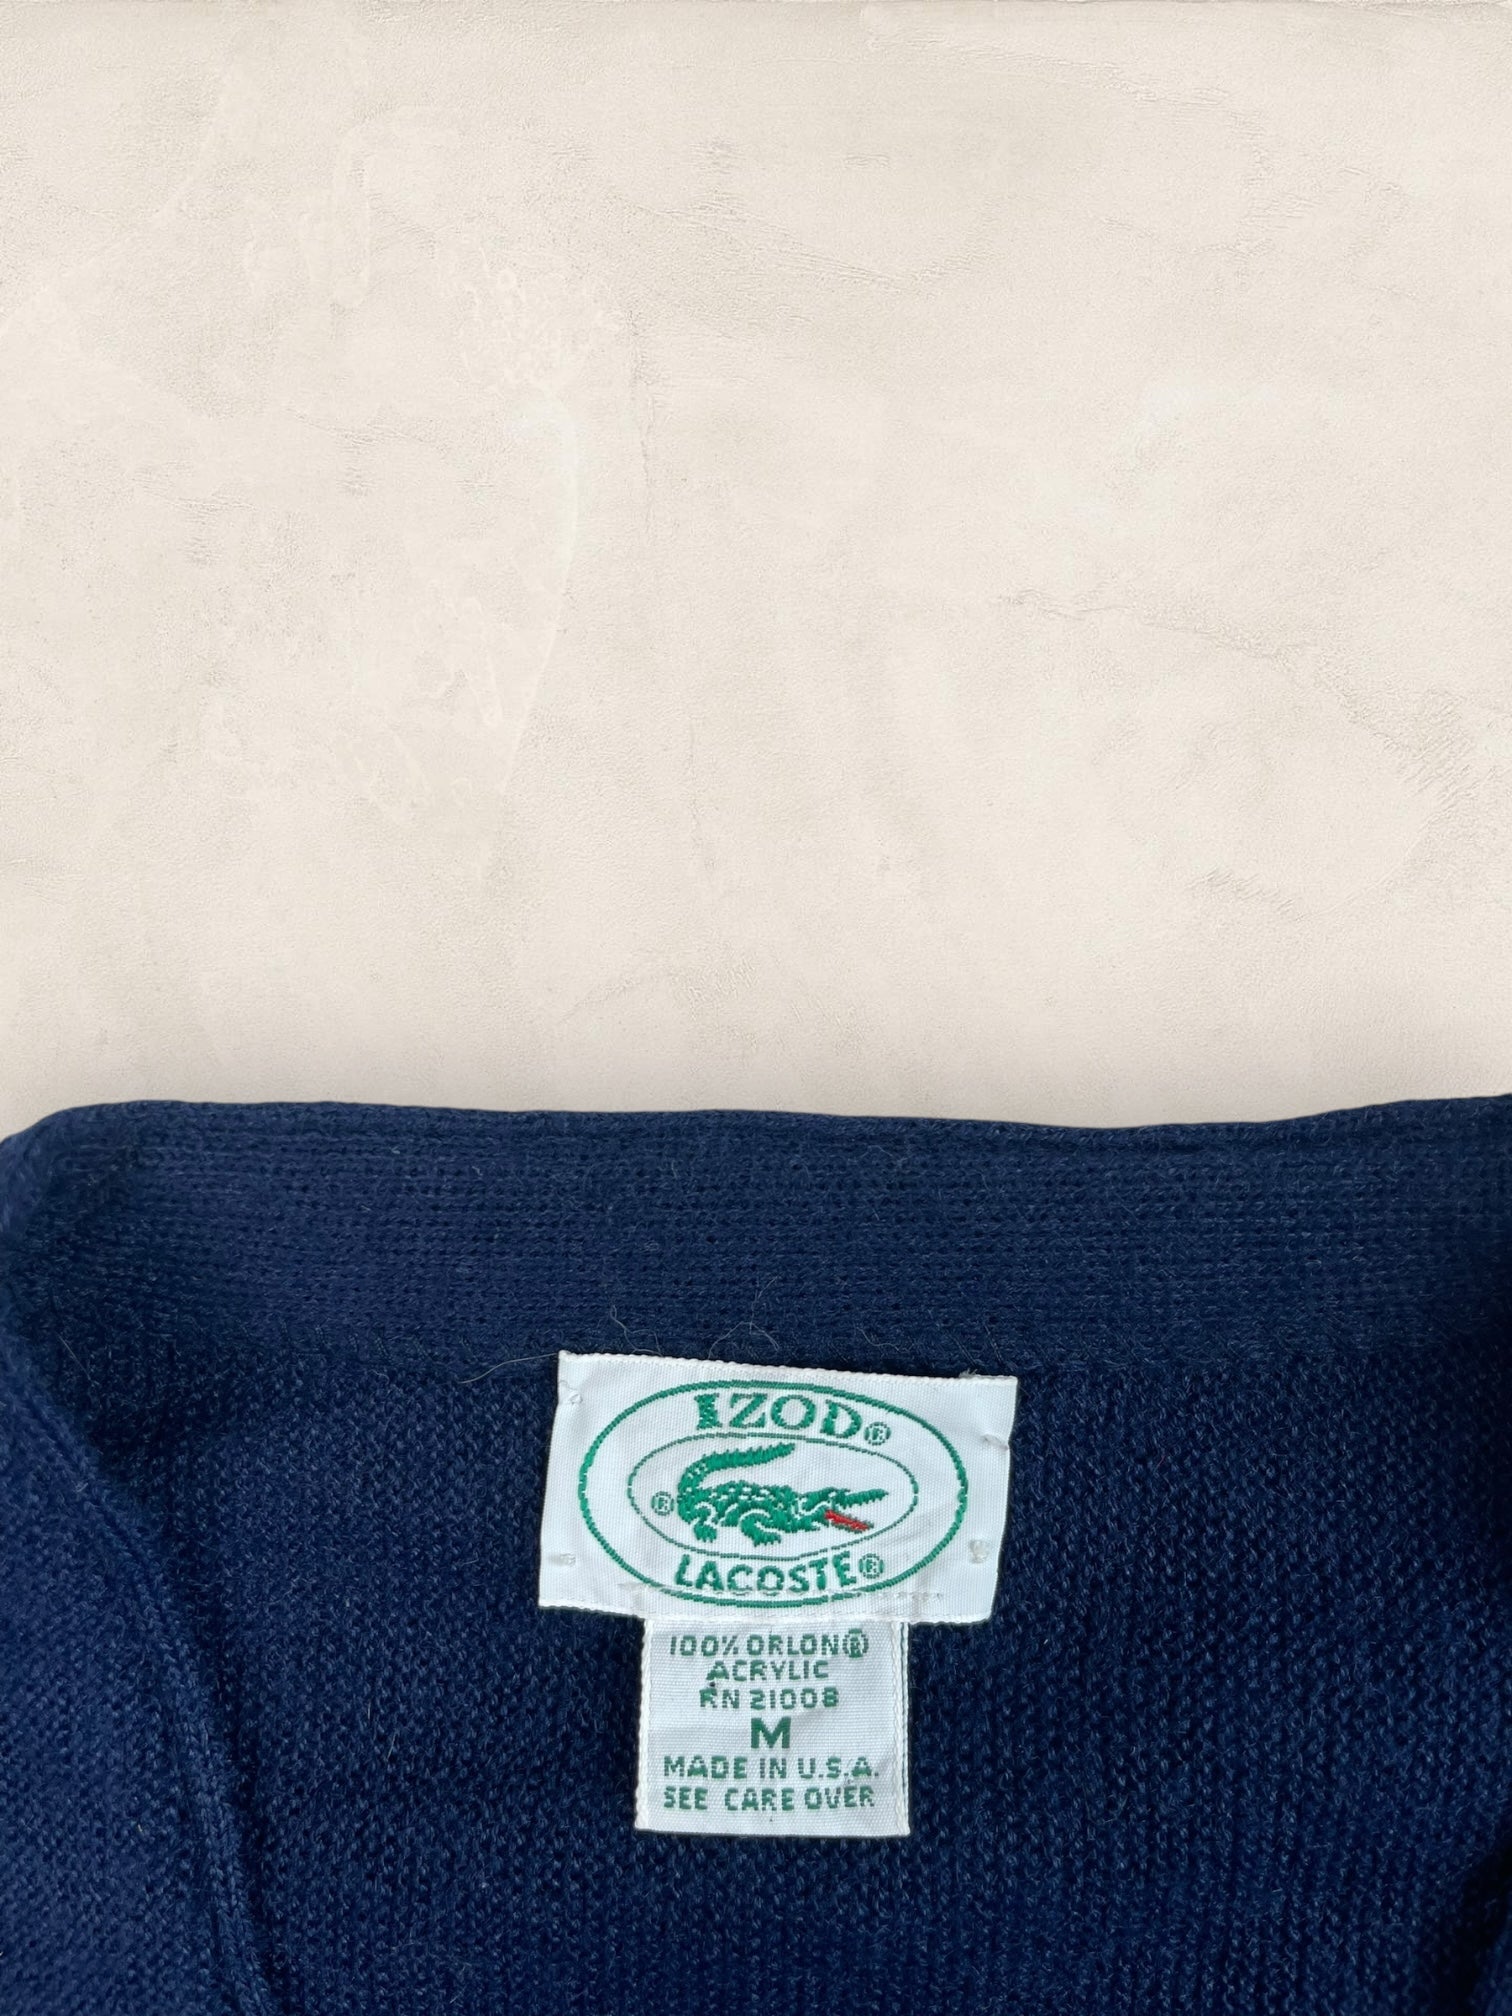 IZOD®
®
LACOSTE®
100% ORLON®
ACRYLIC
RN 21008
M
MADE IN U.S.A.
SEE CARE OVER